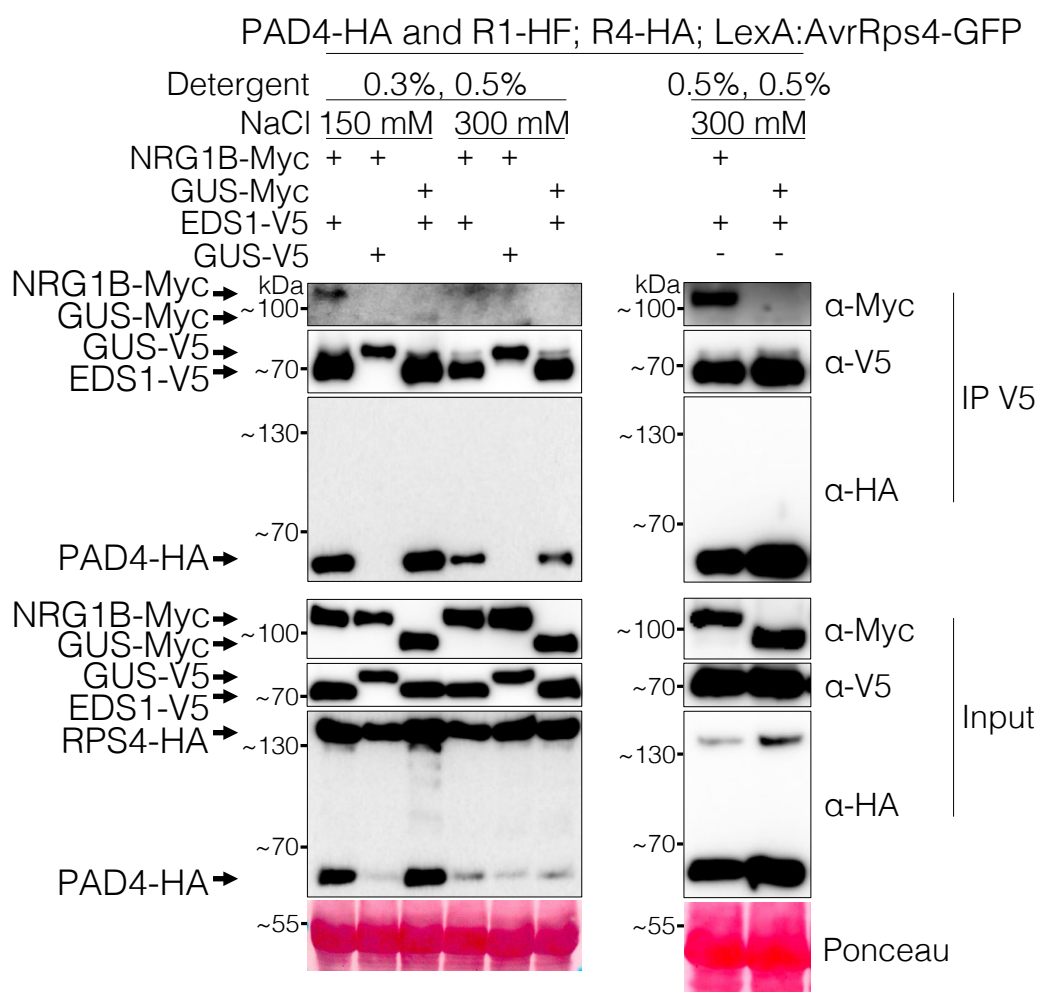 PAD4-HA and R1-HF; R4-HA; LexA:AvrRps4-GFP
Detergent 0.3%, 0.5% 0.5%, 0.5%
NaCl 150 mM 300 mM 300 mM
NRG1B-Myc + + + + +
GUS-Myc + + +
EDS1-V5 + + + + + +
GUS-V5 + + - -
kDa kDa
NRG1B-Myc
~100 ~100 α-Myc
GUS-Myc
GUS-V5
~70 ~70 α-V5
EDS1-V5
IP V5
~130 ~130
α-HA
~70 ~70
PAD4-HA
NRG1B-Myc
~100 ~100 α-Myc
GUS-Myc
GUS-V5
~70 ~70 α-V5
EDS1-V5
Input
RPS4-HA
~130 ~130
α-HA
~70 ~70
PAD4-HA
~55 ~55
Ponceau